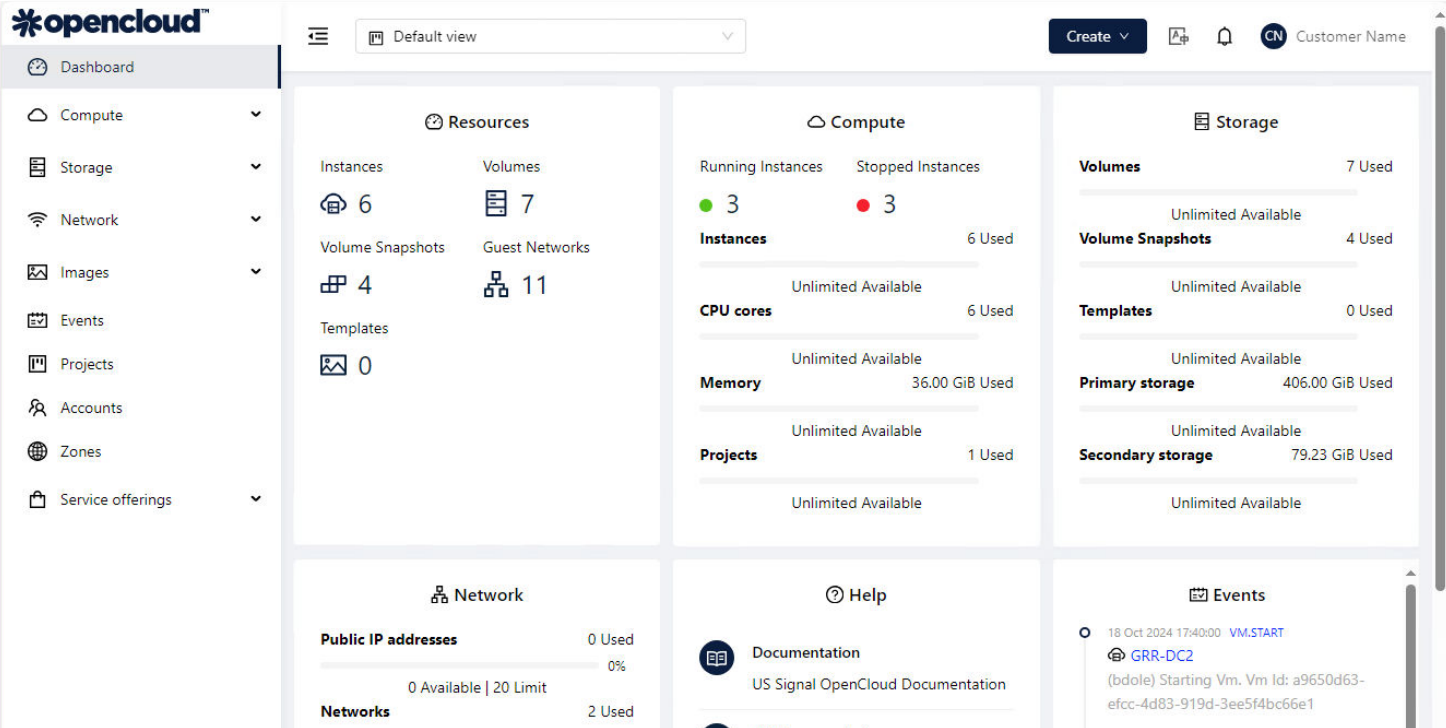 opencloud™
Default view
Create
CN Customer Name
Dashboard
Compute
Storage
Network
Images
Events
Projects
Accounts
Zones
Service offerings
Resources
Instances Volumes
6 7
Volume Snapshots Guest Networks
4 11
Templates
0
Compute
Running Instances Stopped Instances
3 3
Instances 6 Used
Unlimited Available
CPU cores 6 Used
Unlimited Available
Memory 36.00 GiB Used
Unlimited Available
Projects 1 Used
Unlimited Available
Storage
Volumes 7 Used
Unlimited Available
Volume Snapshots 4 Used
Unlimited Available
Templates 0 Used
Unlimited Available
Primary storage 406.00 GiB Used
Unlimited Available
Secondary storage 79.23 GiB Used
Unlimited Available
Network
Public IP addresses 0 Used
0%
0 Available | 20 Limit
Networks 2 Used
Help
Documentation
US Signal OpenCloud Documentation
Events
18 Oct 2024 17:40:00 VM.START
GRR-DC2
(bdole) Starting Vm. Vm Id: a9650d63-
efcc-4d83-919d-3ee5f4bc66e1